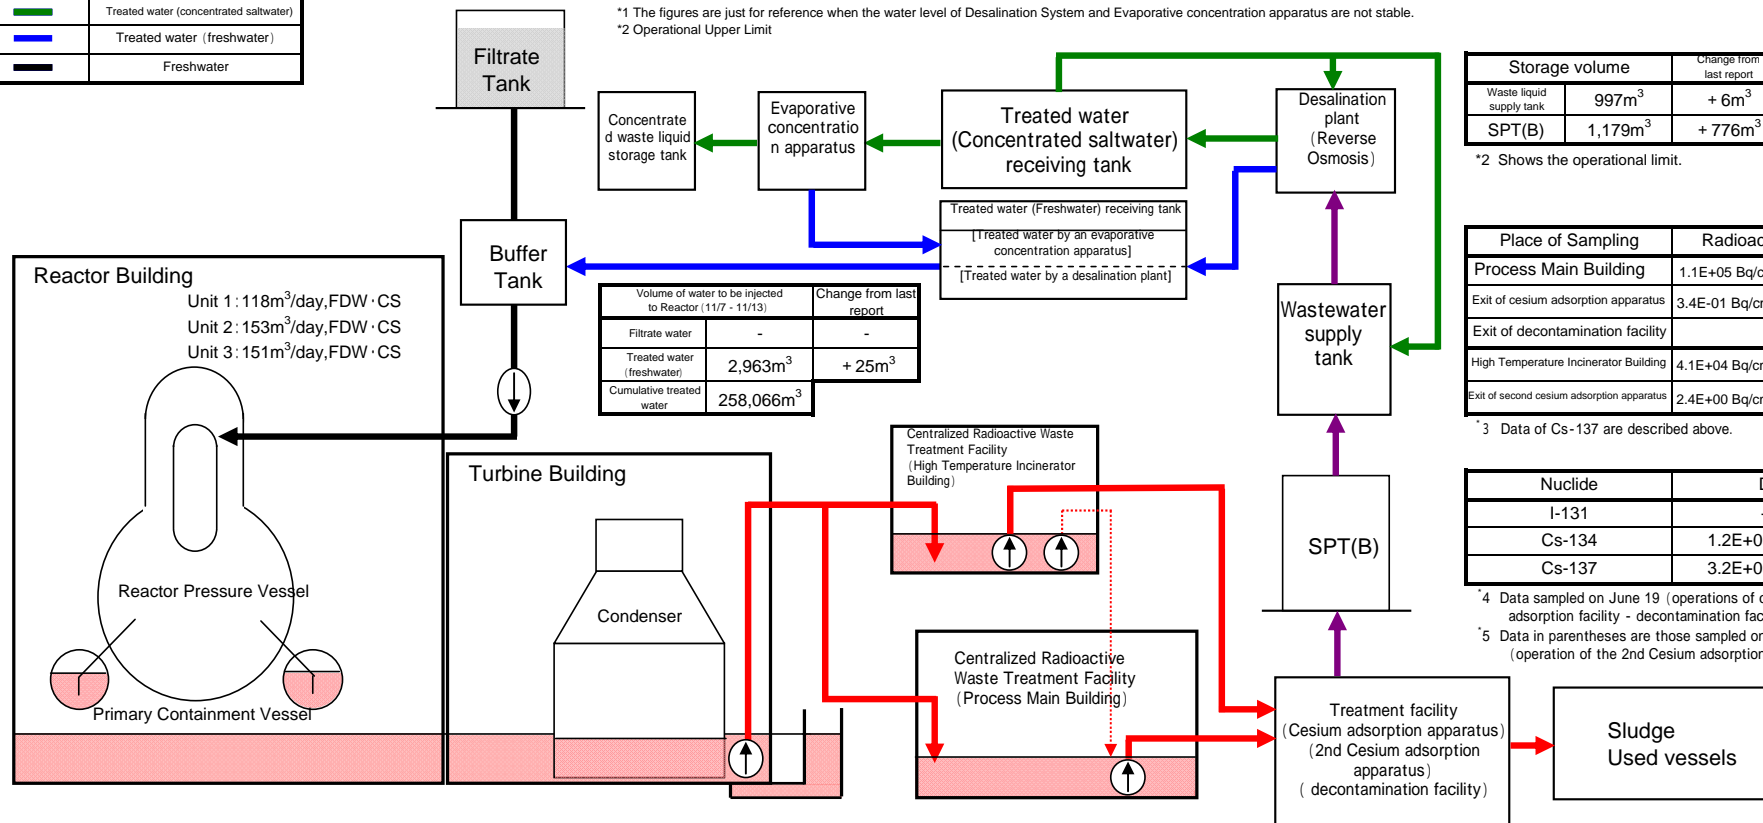 Treated water (concentrated saltwater)
Treated water (freshwater)
Freshwater
*1 The figures are just for reference when the water level of Desalination System and Evaporative concentration apparatus are not stable.
*2 Operational Upper Limit
Filtrate
Tank
Concentrate
d waste liquid
storage tank
Evaporative
concentratio
n apparatus
Treated water
(Concentrated saltwater)
receiving tank
Desalination
plant
(Reverse
Osmosis)
Storage volume
Change from
last report
Waste liquid
supply tank
997m3
+6m3
SPT(B)
1,179m3
+776m3
*2 Shows the operational limit.
Treated water (Freshwater) receiving tank
[Treated water by an evaporative
concentration apparatus]
[Treated water by a desalination plant]
Buffer
Tank
Reactor Building
Unit 1:118m3/day,FDW·CS
Unit 2:153m3/day,FDW·CS
Unit 3:151m3/day,FDW·CS
Volume of water to be injected
to Reactor (11/7 - 11/13)
Change from last
report
Filtrate water
-
-
Treated water
(freshwater)
2,963m3
+25m3
Cumulative treated
water
258,066m3
Wastewater
supply
tank
Place of Sampling
Radioac
Process Main Building
1.1E+05 Bq/c
Exit of cesium adsorption apparatus
3.4E-01 Bq/cm
Exit of decontamination facility
High Temperature Incinerator Building
4.1E+04 Bq/cm
Exit of second cesium adsorption apparatus
2.4E+00 Bq/cm
*3 Data of Cs-137 are described above.
Turbine Building
Centralized Radioactive Waste
Treatment Facility
(High Temperature Incinerator
Building)
Nuclide
I-131
Cs-134
1.2E+0
Cs-137
3.2E+0
SPT(B)
Reactor Pressure Vessel
Condenser
*4 Data sampled on June 19 (operations of
adsorption facility - decontamination fac
*5 Data in parentheses are those sampled on
(operation of the 2nd Cesium adsorption
Centralized Radioactive
Waste Treatment Facility
(Process Main Building)
Primary Containment Vessel
Treatment facility
(Cesium adsorption apparatus)
(2nd Cesium adsorption
apparatus)
( decontamination facility)
Sludge
Used vessels